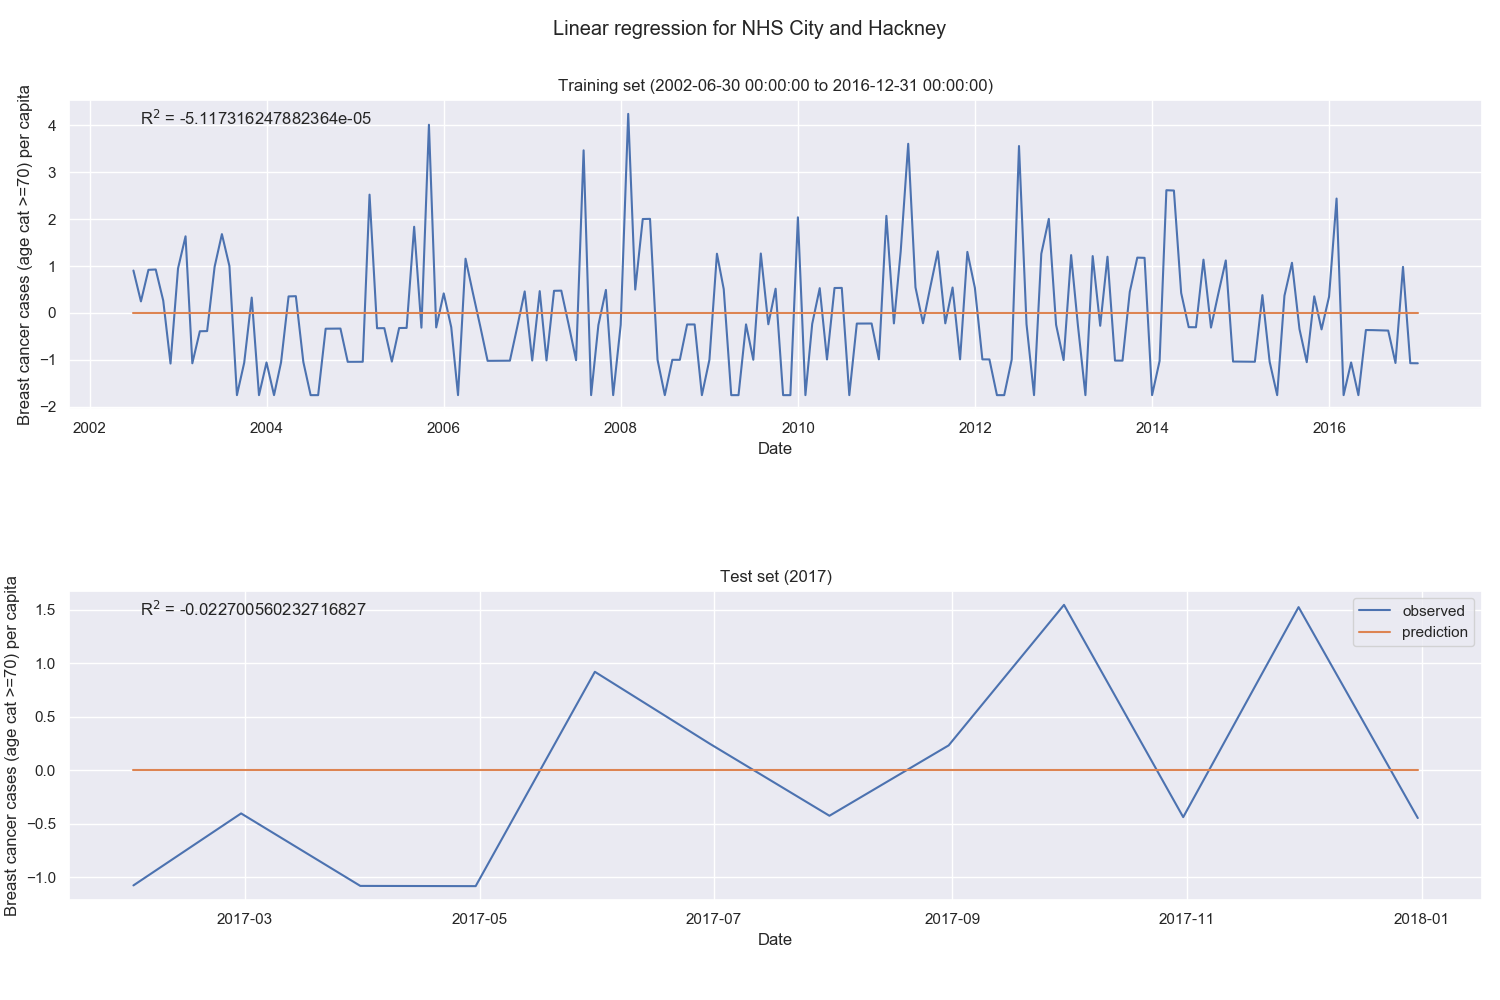 Linear regression for NHS City and Hackney
Training set (2002-06-30 00:00:00 to 2016-12-31 00:00:00)
R² = -5.117316247882364e-05
Breast cancer cases (age cat >=70) per capita
4
3
2
1
0
−1
−2
2002 2004 2006 2008 2010 2012 2014 2016
Date
Test set (2017)
R² = -0.022700560232716827
observed
prediction
Breast cancer cases (age cat >=70) per capita
1.5
1.0
0.5
0.0
−0.5
−1.0
2017-03 2017-05 2017-07 2017-09 2017-11 2018-01
Date